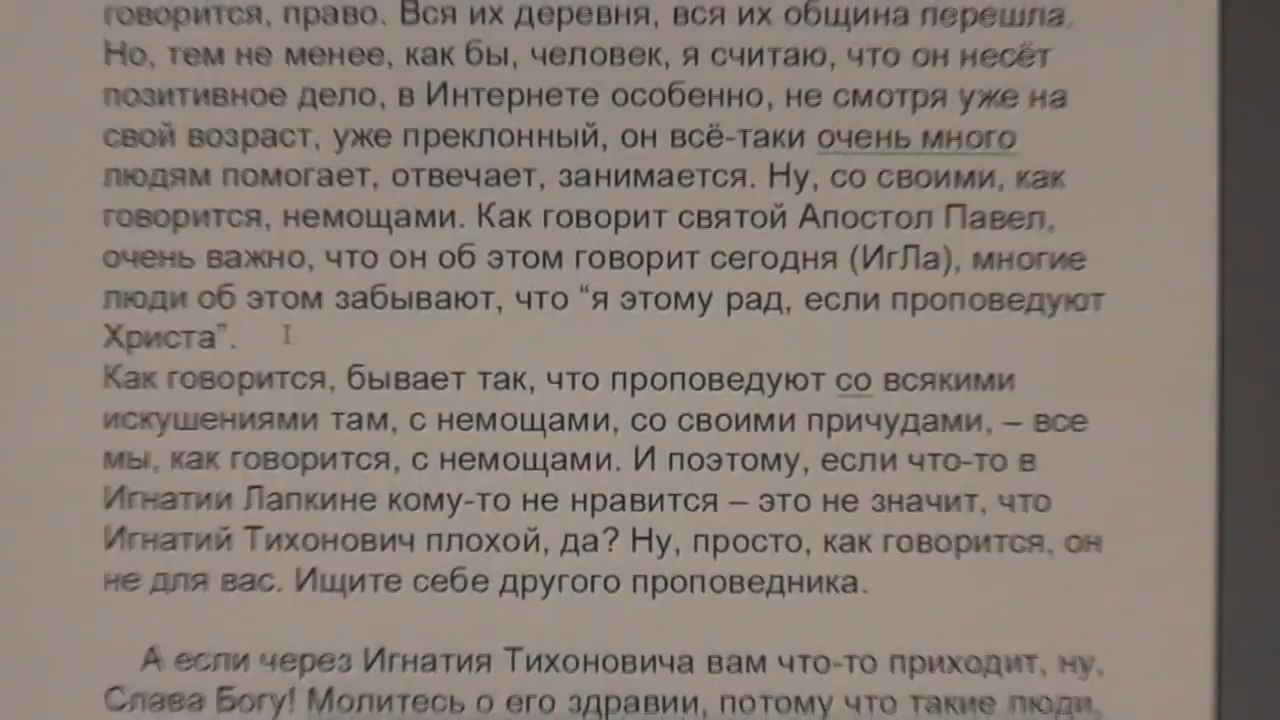 говорится, право. Вся их деревня, вся их община перешла.
Но, тем не менее, как бы, человек, я считаю, что он несёт
позитивное дело, в Интернете особенно, не смотря уже на
свой возраст, уже преклонный, он всё-таки очень много
людям помогает, отвечает, занимается. Ну, со своими, как
говорится, немощами. Как говорит святой Апостол Павел,
очень важно, что он об этом говорит сегодня (ИгЛа), многие
люди об этом забывают, что “я этому рад, если проповедуют
Христа”.
Как говорится, бывает так, что проповедуют со всякими
искушениями там, с немощами, со своими причудами, – все
мы, как говорится, с немощами. И поэтому, если что-то в
Игнатии Лапкине кому-то не нравится – это не значит, что
Игнатий Тихонович плохой, да? Ну, просто, как говорится, он
не для вас. Ищите себе другого проповедника.
А если через Игнатия Тихоновича вам что-то приходит, ну,
Слава Богу! Молитесь о его здравии, потому что такие люди,